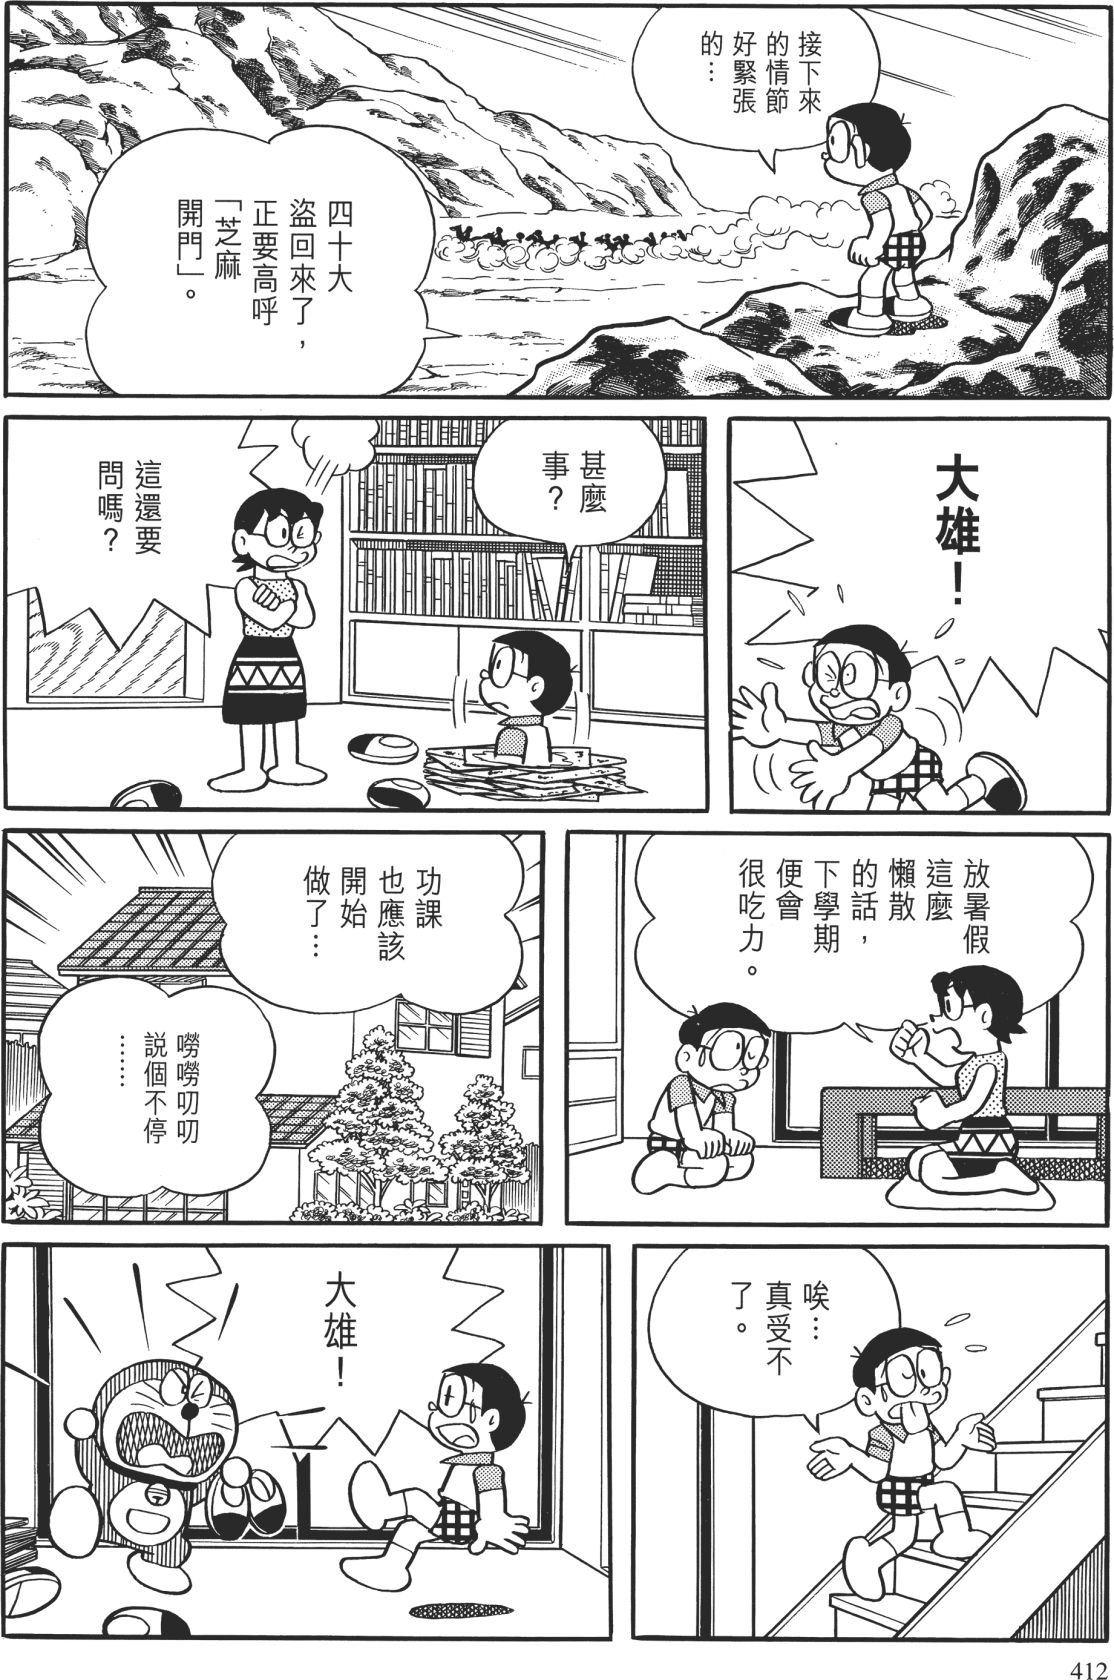 接下來
的情節
好緊張
的⋯
四十大
盜回來了，
正要高呼
「芝麻
開門」。
大雄！
甚麼
事？
這還要
問嗎？
放暑假
這麼
懶散
的話，
下學期
便會
很吃力。
功課
也應該
開始
做了⋯
嘮嘮叨叨
説個不停
⋯⋯
唉⋯
真受不
了。
大雄！
412